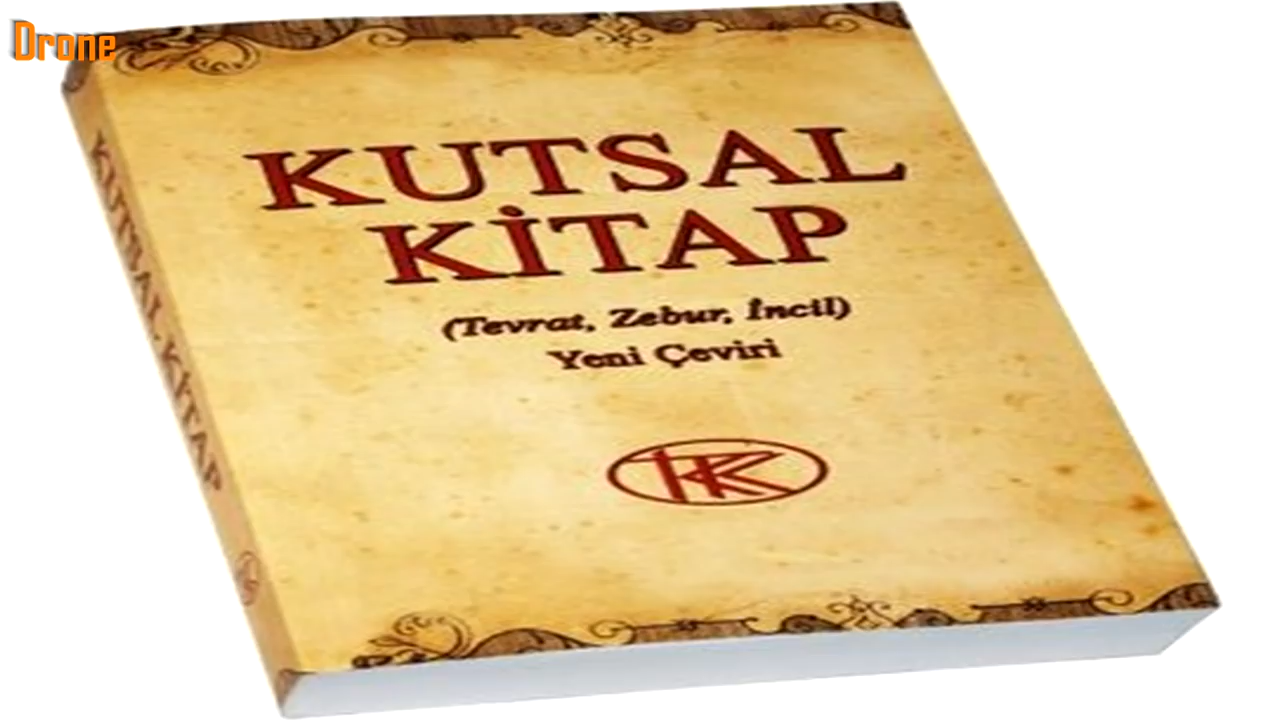 Drone
KUTSAL
KİTAP
(Tevrat, Zebur, İncil)
Yeni Çeviri
KUTSAL KİTAP